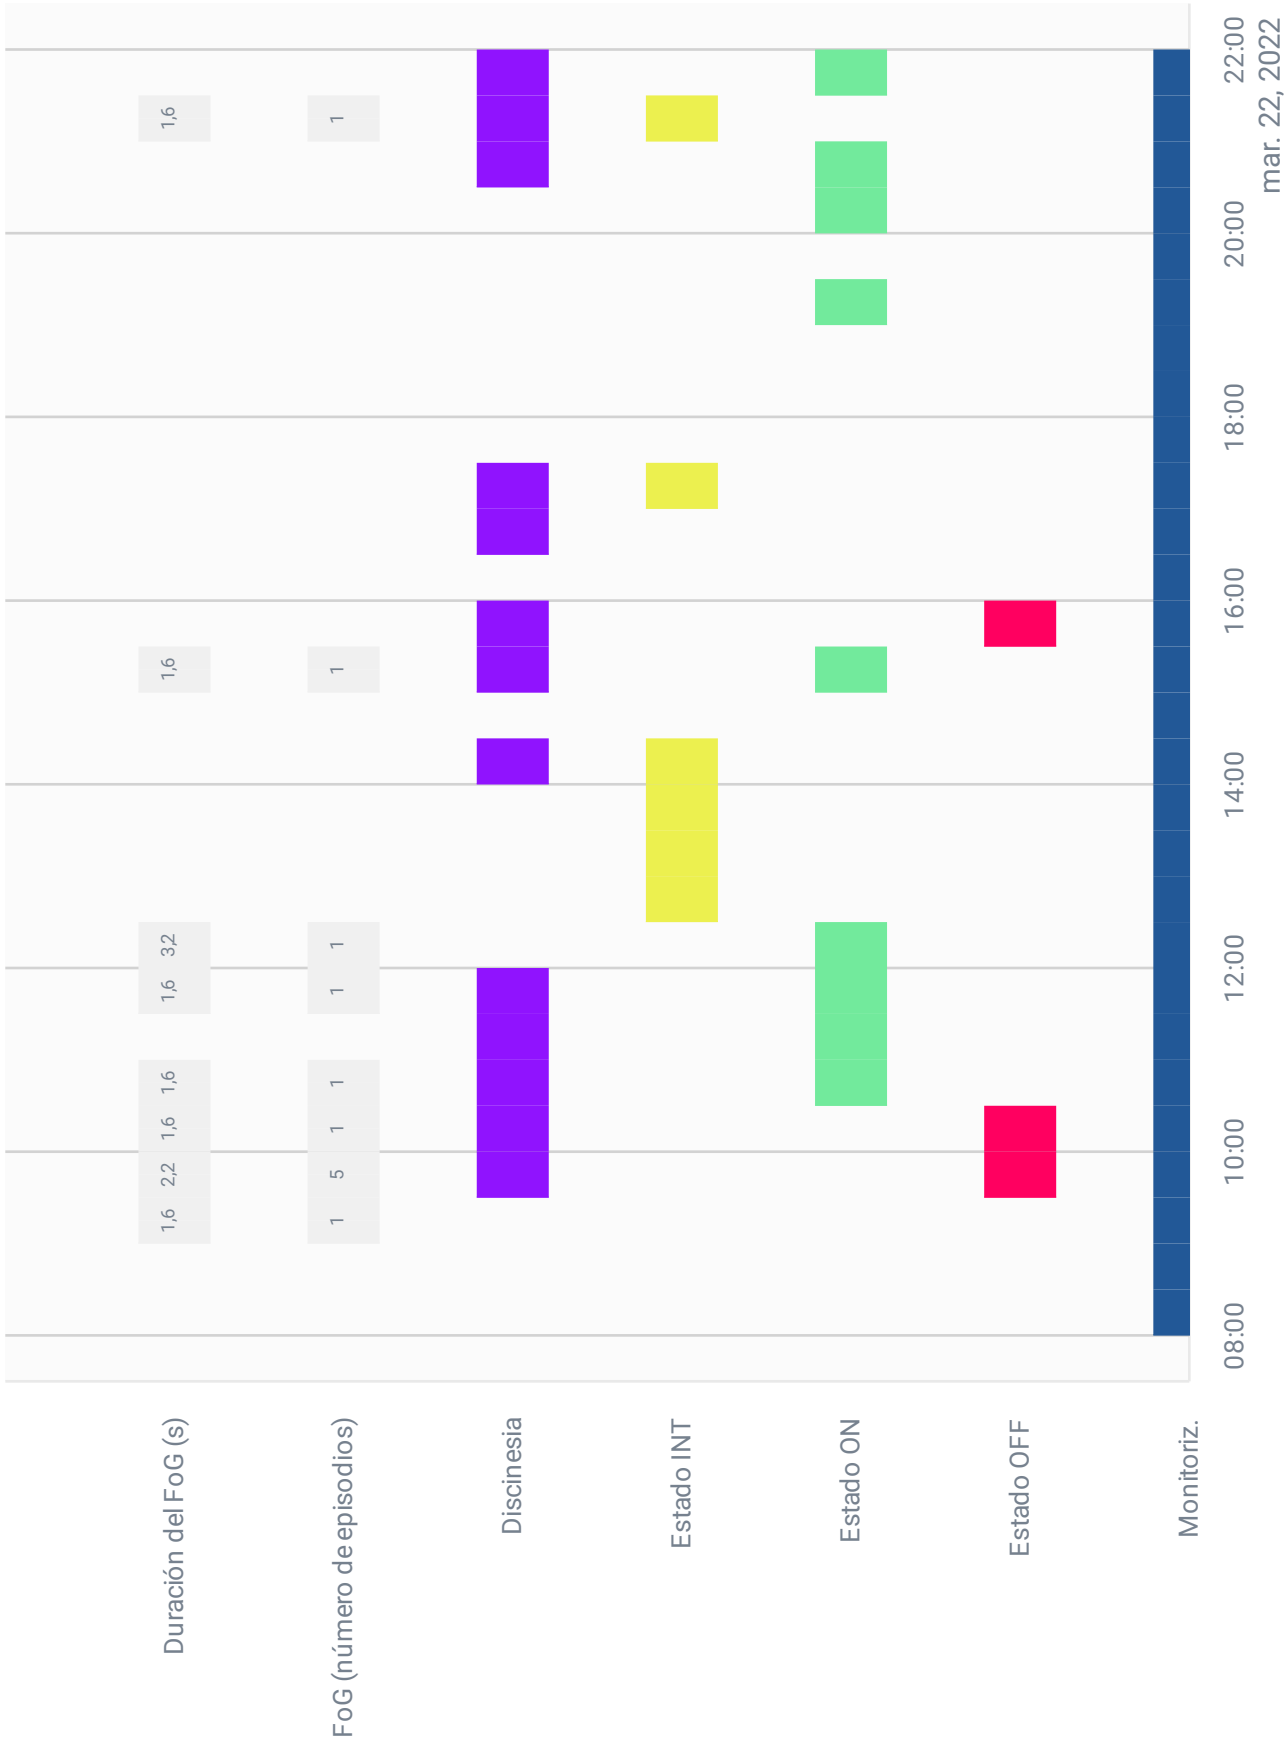 Duración del FoG (s)
1,6 2,2 1,6 1,6 1,6 3,2 1,6 1,6
FoG (número de episodios)
1 5 1 1 1 1 1 1
Discinesia
Estado INT
Estado ON
Estado OFF
Monitoriz.
08:00 10:00 12:00 14:00 16:00 18:00 20:00 22:00
mar. 22, 2022